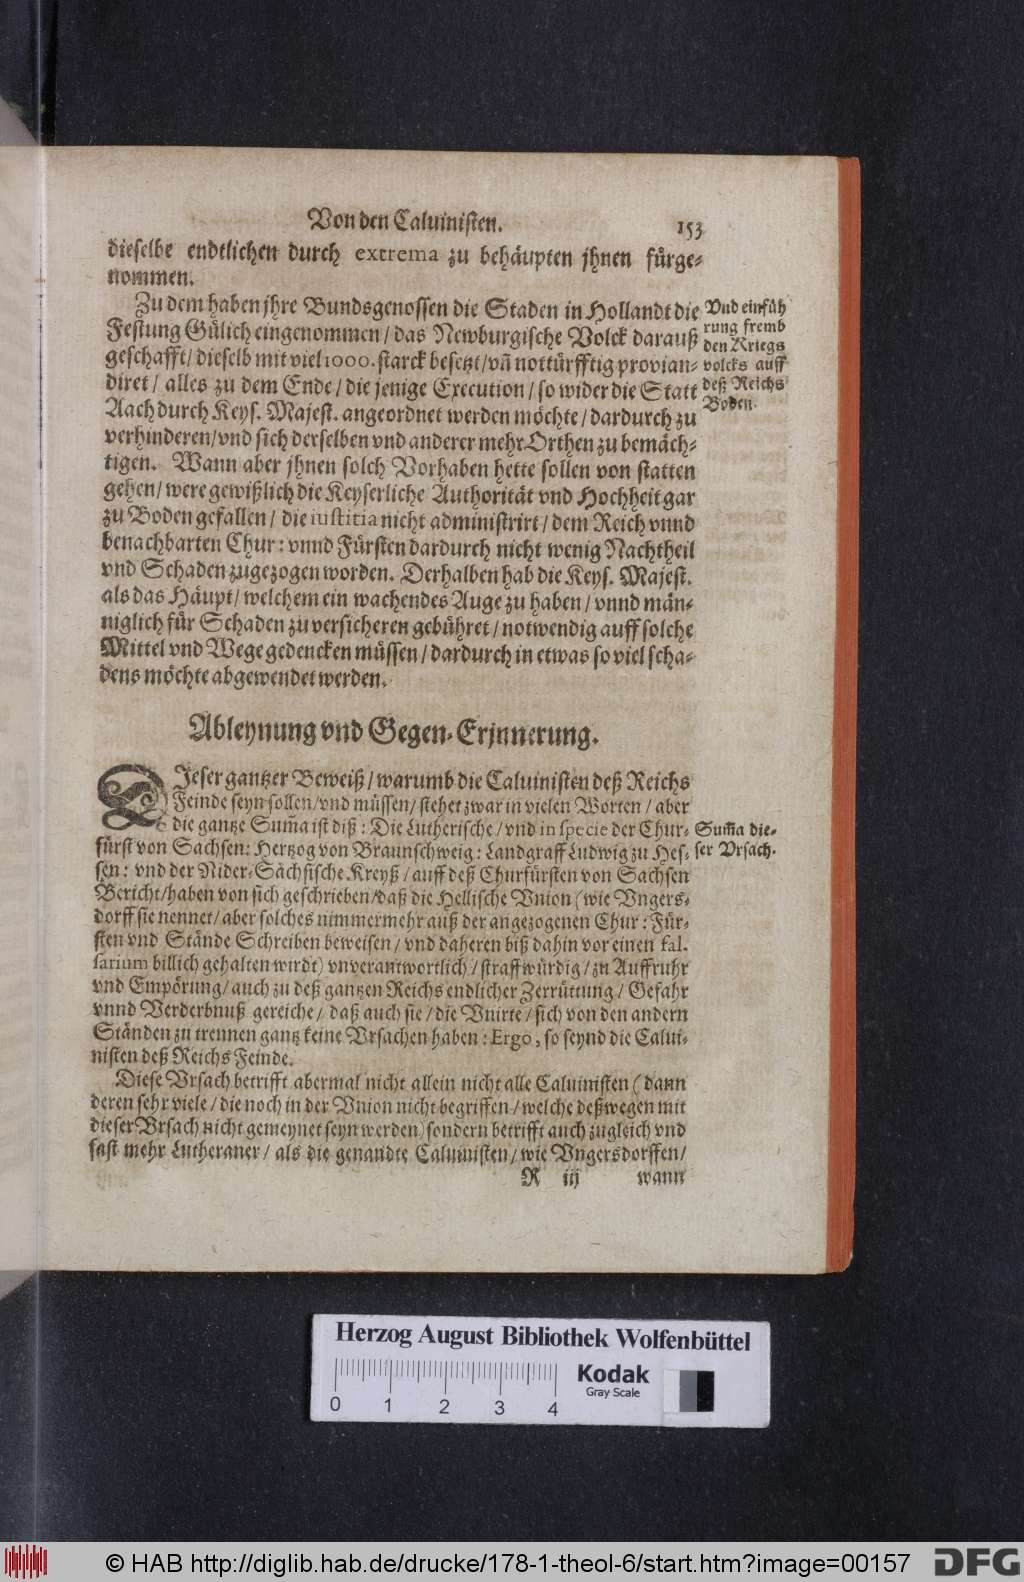 Von den Caluinisten. 153
dieselbe endtlichen durch extrema zu behäupten jhnen fürge-
nommen.
Zu dem haben jhre Bundsgenossen die Staden in Hollandt die
Festung Gülich eingenommen / das Newburgische Volck darauß
geschafft / dieselb mit viel 1000. starck besetzt / vn̄ nottürfftig provian-
diret / alles zu dem Ende / die jenige Execution / so wider die Statt
Aach durch Keys. Majest. angeordnet werden möchte / dardurch zu
verhinderen / vnd sich derselben vnd anderer mehr Orthen zu bemäch-
tigen. Wann aber jhnen solch Vorhaben hette sollen von statten
gehen / were gewißlich die Keyserliche Authorität vnd Hochheit gar
zu Boden gefallen / die iustitia nicht administrirt / dem Reich vnnd
benachbarten Chur: vnnd Fürsten dardurch nicht wenig Nachtheil
vnd Schaden zugezogen worden. Derhalben hab die Keys. Majest.
als das Häupt / welchem ein wachendes Auge zu haben / vnnd män-
niglich für Schaden zu versicheren gebühret / notwendig auff solche
Mittel vnd Wege gedencken müssen / dardurch in etwas so viel scha-
dens möchte abgewendet werden.
Vnd einfüh
rung fremb
den Kriegs
volcks auff
deß Reichs
Boden.
Ableynung vnd Gegen-Erjnnerung.
DJeser gantzer Beweiß / warumb die Caluinisten deß Reichs
Feinde seyn sollen / vnd müssen / stehet zwar in vielen Worten / aber
die gantze Sum̄a ist diß: Die Lutherische / vnd in specie der Chur-
fürst von Sachsen: Hertzog von Braunschweig: Landgraff Ludwig zu Hes-
sen: vnd der Nider-Sächsische Kreyß / auff deß Churfürsten von Sachsen
Bericht / haben von sich geschrieben / daß die Hellische Vnion (wie Vngers-
dorff sie nennet / aber solches nimmermehr auß der angezogenen Chur: Für-
sten vnd Stände Schreiben beweisen / vnd daheren biß dahin vor einen fal-
sarium billich gehalten wirdt) vnverantwortlich / straffwürdig / zu Auffruhr
vnd Empörung / auch zu deß gantzen Reichs endlicher Zerrüttung / Gefahr
vnnd Verderbnuß gereiche / daß auch sie / die Vnirte / sich von den andern
Ständen zu trennen gantz keine Vrsachen haben: Ergo, so seynd die Calui-
nisten deß Reichs Feinde.
Sum̄a die-
ser Vrsach.
Diese Vrsach betrifft abermal nicht allein nicht alle Caluinisten (dann
deren sehr viele / die noch in der Vnion nicht begriffen / welche deßwegen mit
dieser Vrsach nicht gemeynet seyn werden) sondern betrifft auch zugleich vnd
fast mehr Lutheraner / als die genandte Caluinisten / wie Vngersdorffen /
R iij wann
Herzog August Bibliothek Wolfenbüttel
Kodak
Gray Scale
0 1 2 3 4
© HAB http://diglib.hab.de/drucke/178-1-theol-6/start.htm?image=00157
DFG